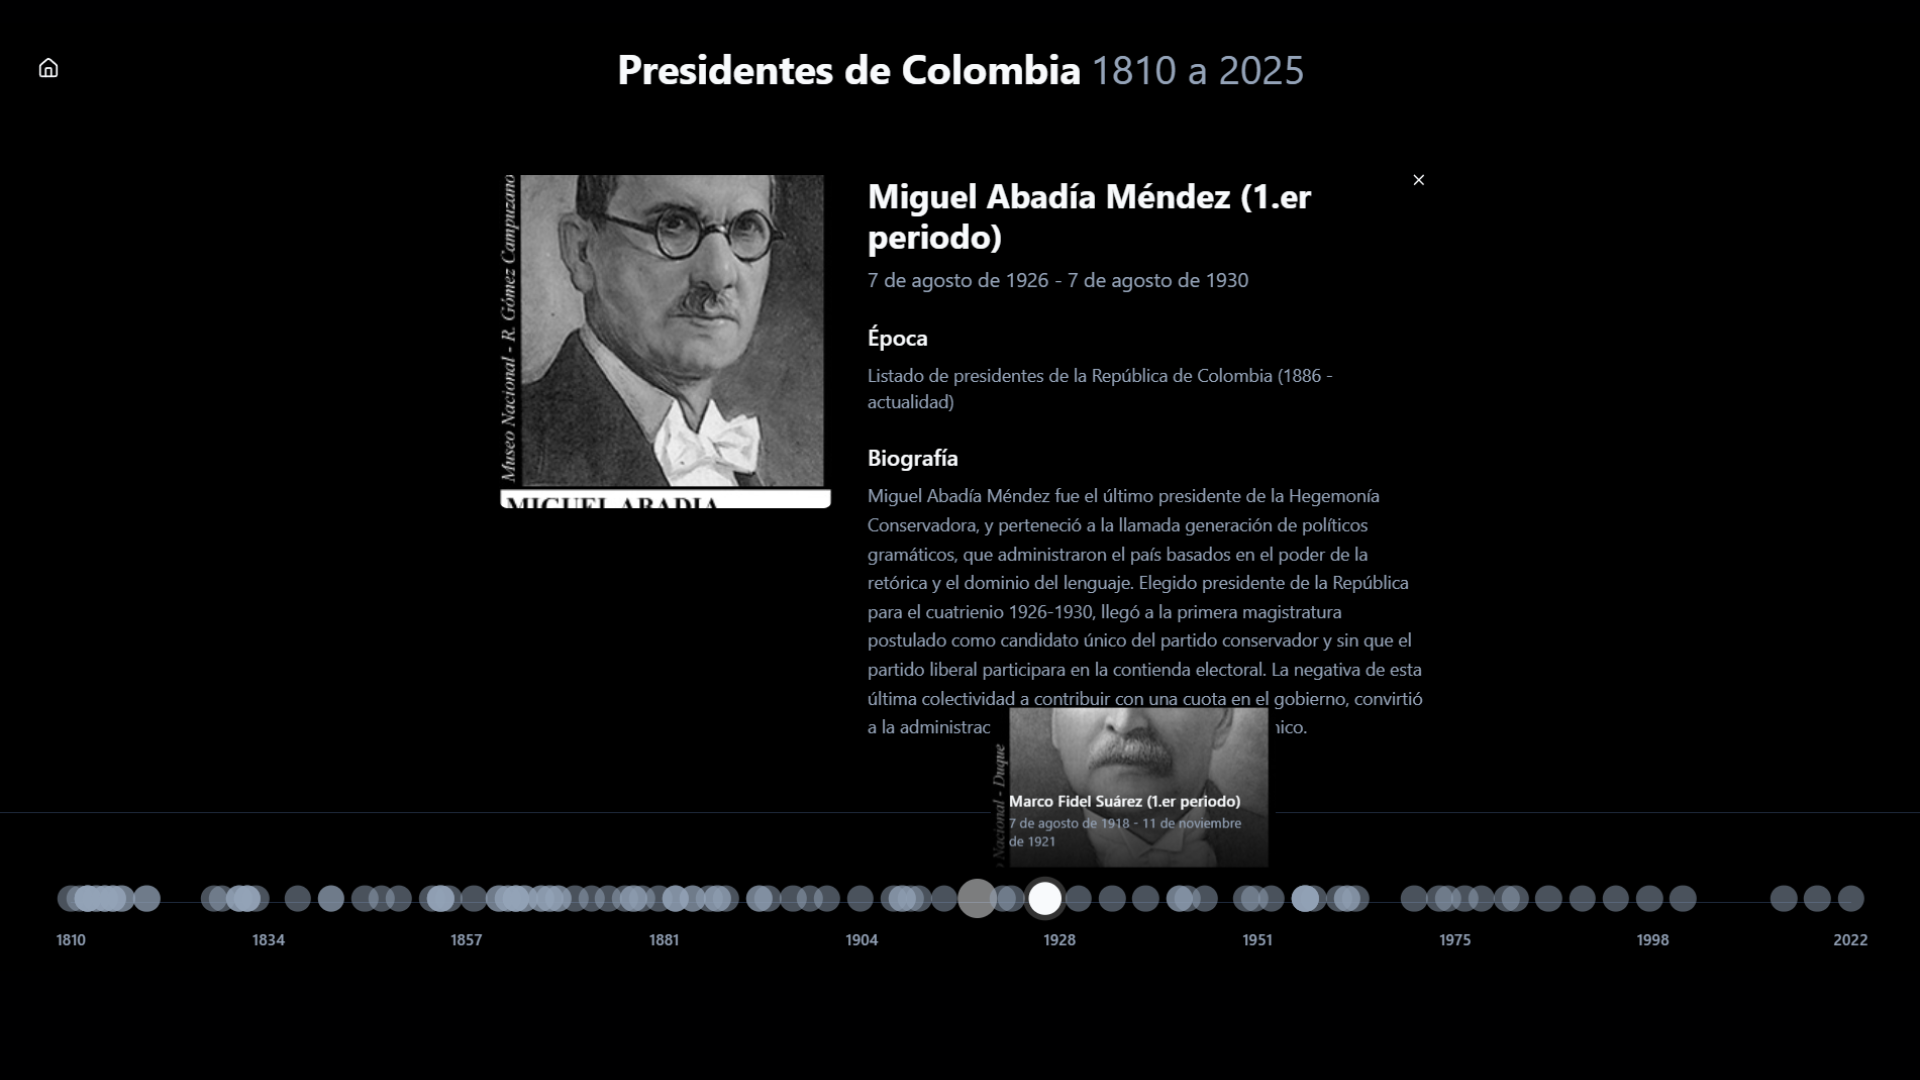 Presidentes de Colombia 1810 a 2025
Museo Nacional - R. Gómez Campuzano
MIGUEL ABADIA
Miguel Abadía Méndez (1.er
periodo)
7 de agosto de 1926 - 7 de agosto de 1930
Época
Listado de presidentes de la República de Colombia (1886 -
actualidad)
Biografía
Miguel Abadía Méndez fue el último presidente de la Hegemonía
Conservadora, y perteneció a la llamada generación de políticos
gramáticos, que administraron el país basados en el poder de la
retórica y el dominio del lenguaje. Elegido presidente de la República
para el cuatrienio 1926-1930, llegó a la primera magistratura
postulado como candidato único del partido conservador y sin que el
partido liberal participara en la contienda electoral. La negativa de esta
última colectividad a contribuir con una cuota en el gobierno, convirtió
a la administrac nico.
Nacional - Duque
Marco Fidel Suárez (1.er periodo)
7 de agosto de 1918 - 11 de noviembre
de 1921
1810 1834 1857 1881 1904 1928 1951 1975 1998 2022